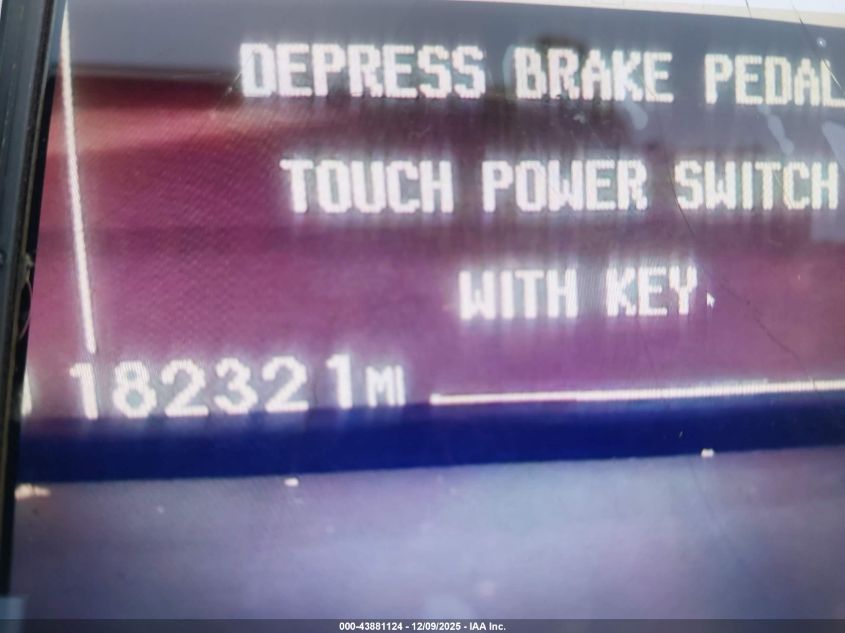 DEPRESS BRAKE PEDAL
TOUCH POWER SWITCH
WITH KEY.
182321MI
000-43881124 - 12/09/2025 - IAA Inc.